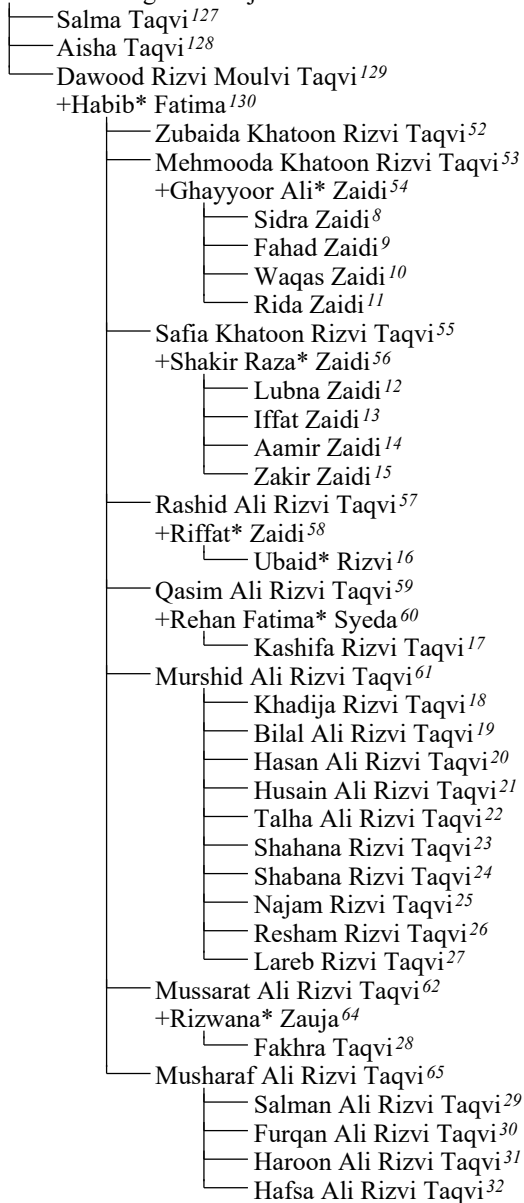 Salma Taqvi127
Aisha Taqvi128
Dawood Rizvi Moulvi Taqvi129
+Habib* Fatima130
Zubaida Khatoon Rizvi Taqvi52
Mehmooda Khatoon Rizvi Taqvi53
+Ghayyoor Ali* Zaidi54
Sidra Zaidi8
Fahad Zaidi9
Waqas Zaidi10
Rida Zaidi11
Safia Khatoon Rizvi Taqvi55
+Shakir Raza* Zaidi56
Lubna Zaidi12
Iffat Zaidi13
Aamir Zaidi14
Zakir Zaidi15
Rashid Ali Rizvi Taqvi57
+Riffat* Zaidi58
Ubaid* Rizvi16
Qasim Ali Rizvi Taqvi59
+Rehan Fatima* Syeda60
Kashifa Rizvi Taqvi17
Murshid Ali Rizvi Taqvi61
Khadija Rizvi Taqvi18
Bilal Ali Rizvi Taqvi19
Hasan Ali Rizvi Taqvi20
Husain Ali Rizvi Taqvi21
Talha Ali Rizvi Taqvi22
Shahana Rizvi Taqvi23
Shabana Rizvi Taqvi24
Najam Rizvi Taqvi25
Resham Rizvi Taqvi26
Lareb Rizvi Taqvi27
Mussarat Ali Rizvi Taqvi62
+Rizwana* Zauja64
Fakhra Taqvi28
Musharaf Ali Rizvi Taqvi65
Salman Ali Rizvi Taqvi29
Furqan Ali Rizvi Taqvi30
Haroon Ali Rizvi Taqvi31
Hafsa Ali Rizvi Taqvi32